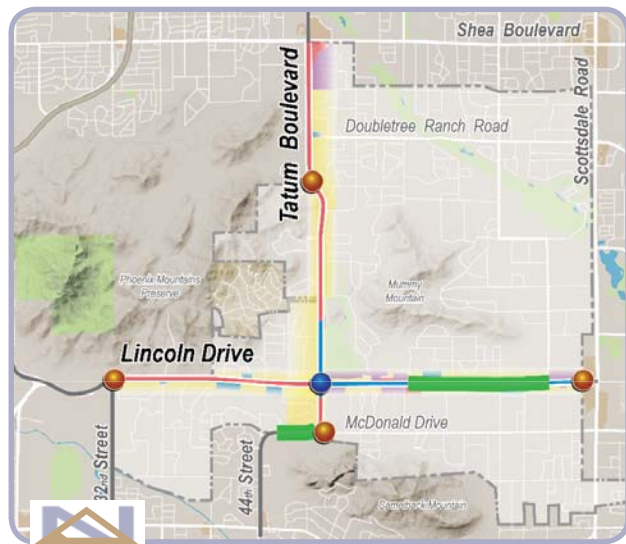 Shea Boulevard
Scottsdale Road
Tatum Boulevard
Doubletree Ranch Road
Phoenix Mountains
Preserve
Mummy
Mountain
Lincoln Drive
McDonald Drive
32nd Street
44th Street
Camelback Mountain